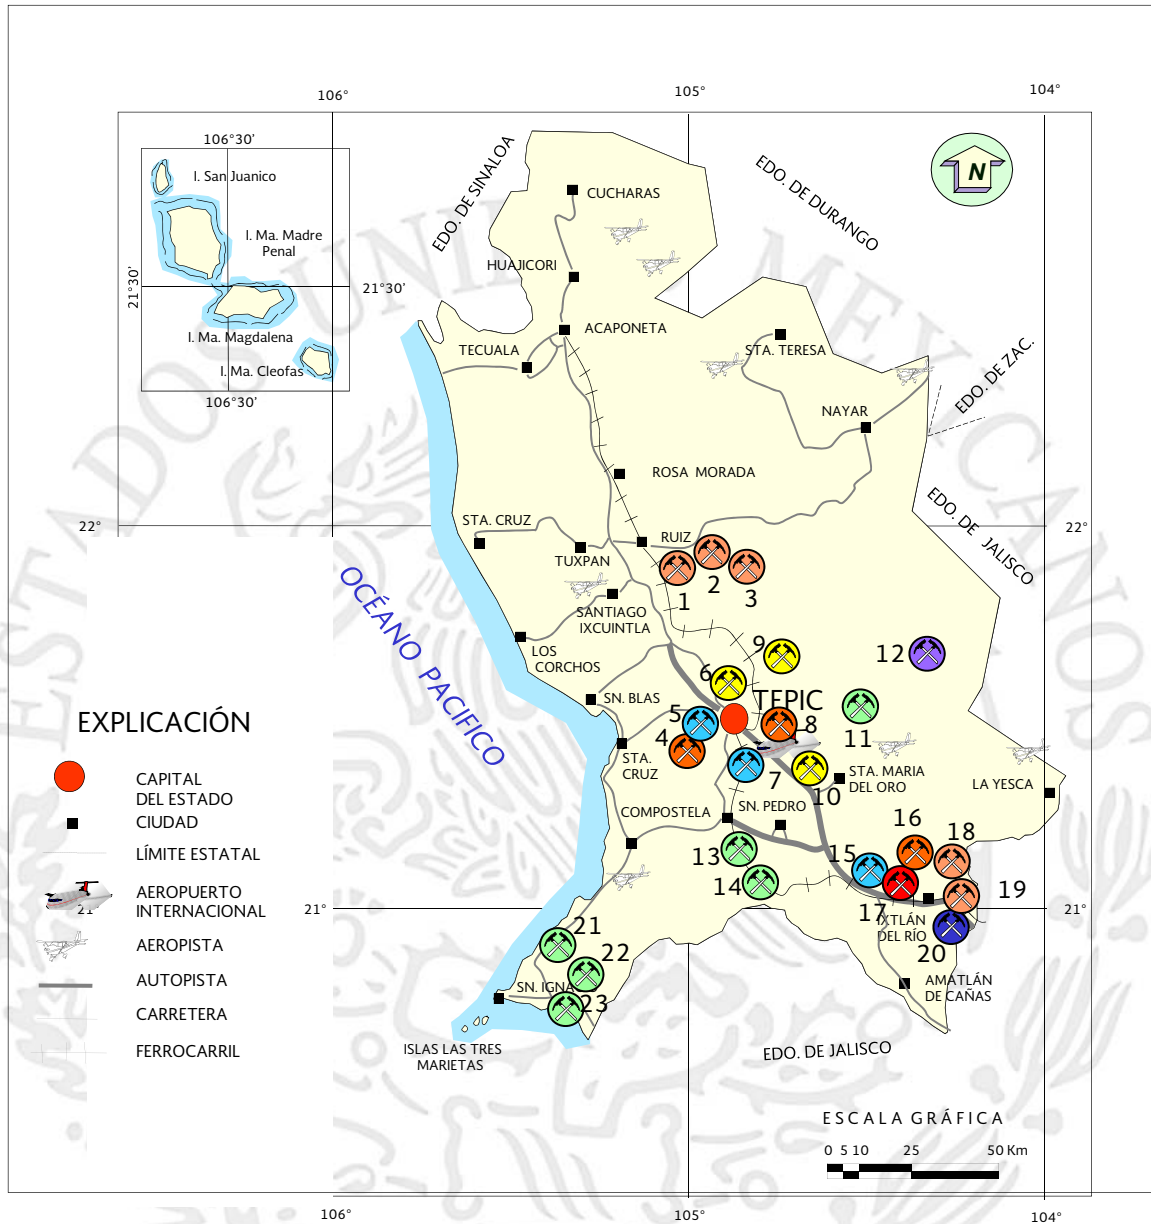 106°
105°
104°
106°30'
I. San Juanico
I. Ma. Madre
Penal
21°30'
21°30'
I. Ma. Magdalena
I. Ma. Cleofas
106°30'
EDO. DE SINALOA
EDO. DE DURANGO
N
CUCHARAS
HUAJICORI
ACAPONETA
TECUALA
STA. TERESA
EDO. DE ZAC.
NAYAR
ROSA MORADA
EDO. DE JALISCO
22°
22°
STA. CRUZ
RUIZ
TUXPAN
1
2
3
SANTIAGO
IXCUINTLA
OCÉANO PACIFICO
LOS
CORCHOS
9
12
6
SN. BLAS
TEPIC
5
8
11
4
STA.
CRUZ
7
10
STA. MARIA
DEL ORO
LA YESCA
COMPOSTELA
SN. PEDRO
16
18
13
15
14
17
19
21°
IXTLÁN
DEL RÍO
20
21
22
SN. IGNA
23
AMATLÁN
DE CAÑAS
ISLAS LAS TRES
MARIETAS
EDO. DE JALISCO
EXPLICACIÓN
CAPITAL
DEL ESTADO
CIUDAD
LÍMITE ESTATAL
AEROPUERTO
INTERNACIONAL
21°
21°
AEROPISTA
AUTOPISTA
CARRETERA
FERROCARRIL
ESCALA GRÁFICA
0 5 10 25 50 Km
106°
105°
104°
ESTADOS UNI MEXICANOS